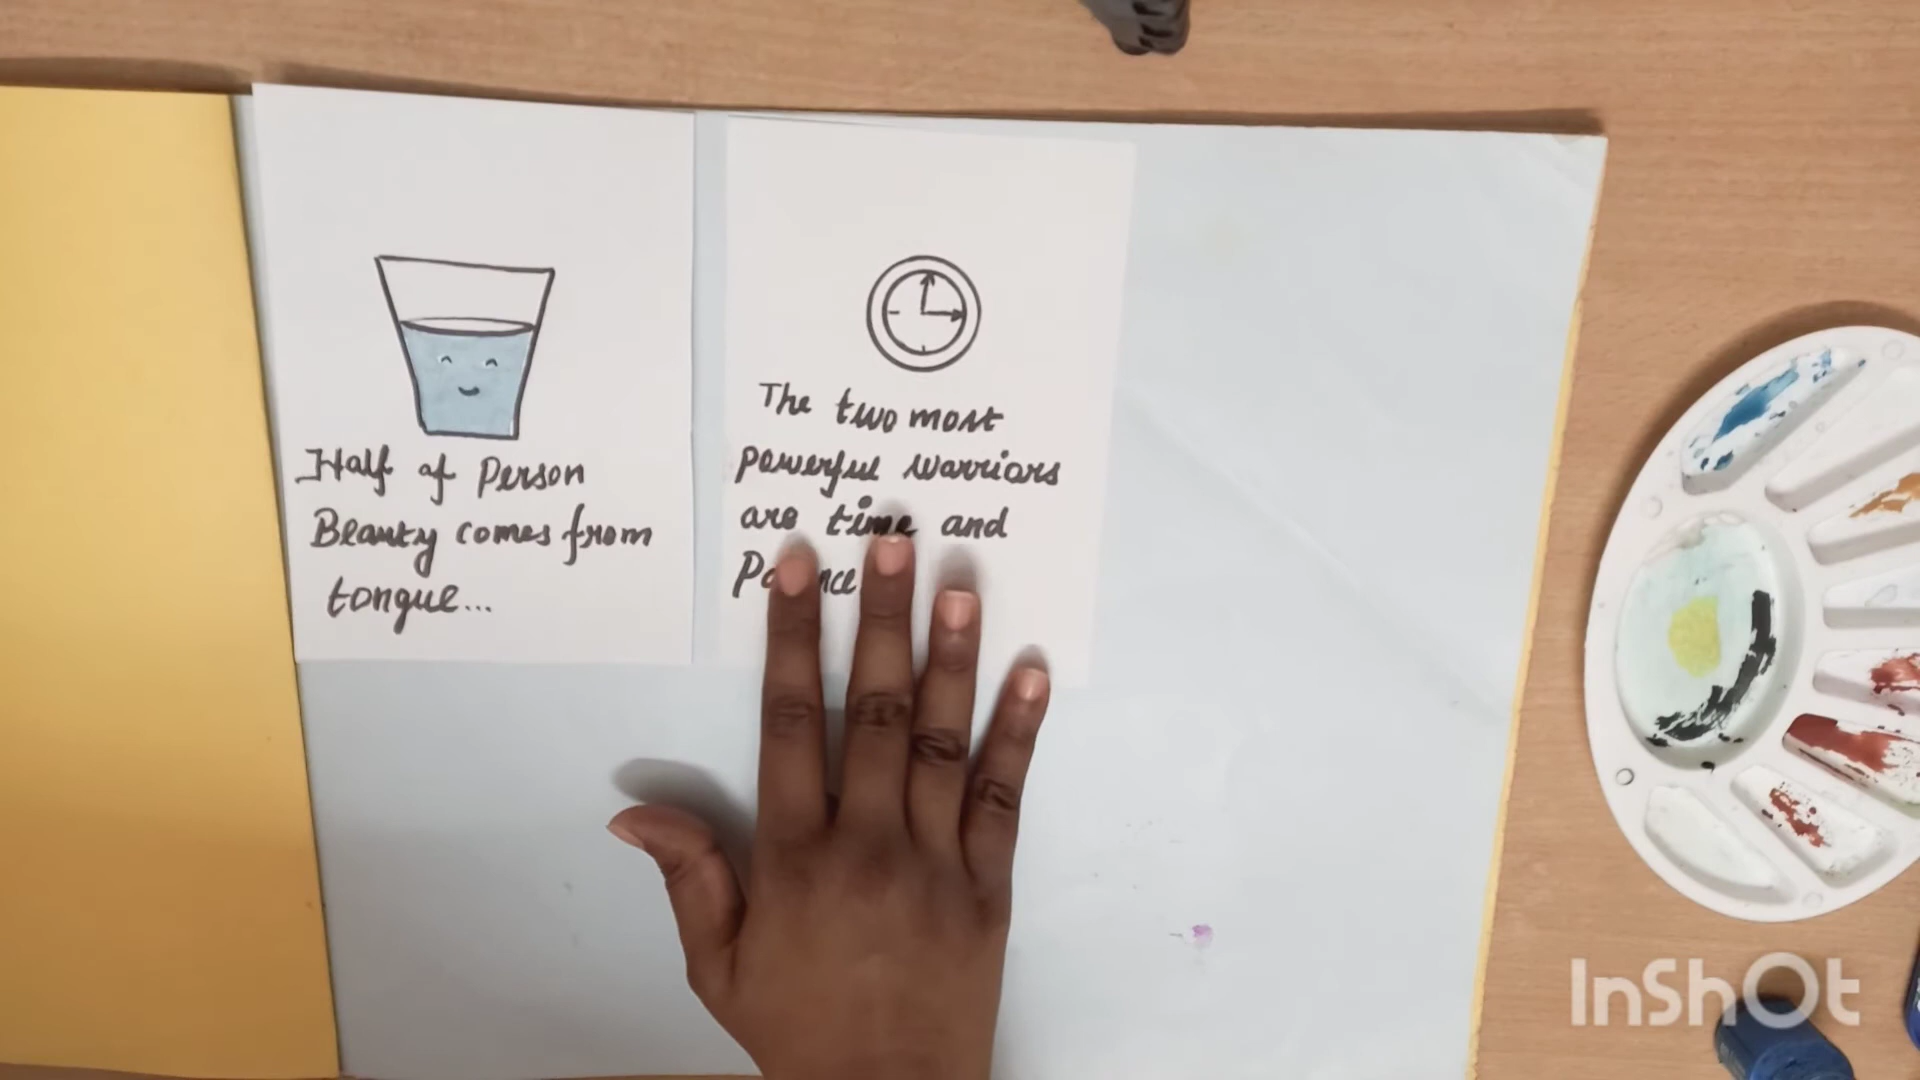 Half of Person
Beauty comes from
tongue...
The two most
powerful warriors
are time and
InShOt